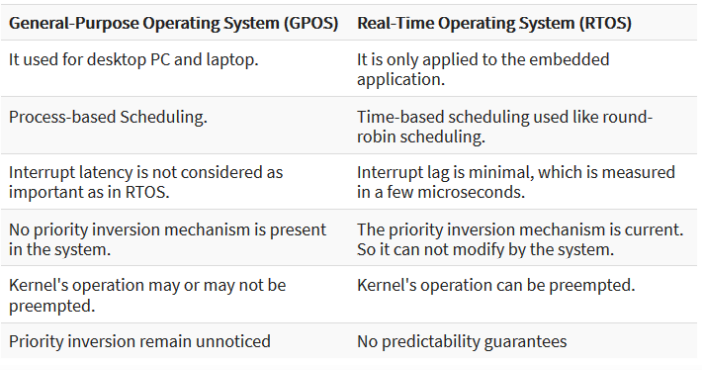 General-Purpose Operating System (GPOS) Real-Time Operating System (RTOS)
It used for desktop PC and laptop. It is only applied to the embedded
application.
Process-based Scheduling. Time-based scheduling used like round-
robin scheduling.
Interrupt latency is not considered as
important as in RTOS.
Interrupt lag is minimal, which is measured
in a few microseconds.
No priority inversion mechanism is present
in the system.
The priority inversion mechanism is current.
So it can not modify by the system.
Kernel's operation may or may not be
preempted.
Kernel's operation can be preempted.
Priority inversion remain unnoticed No predictability guarantees